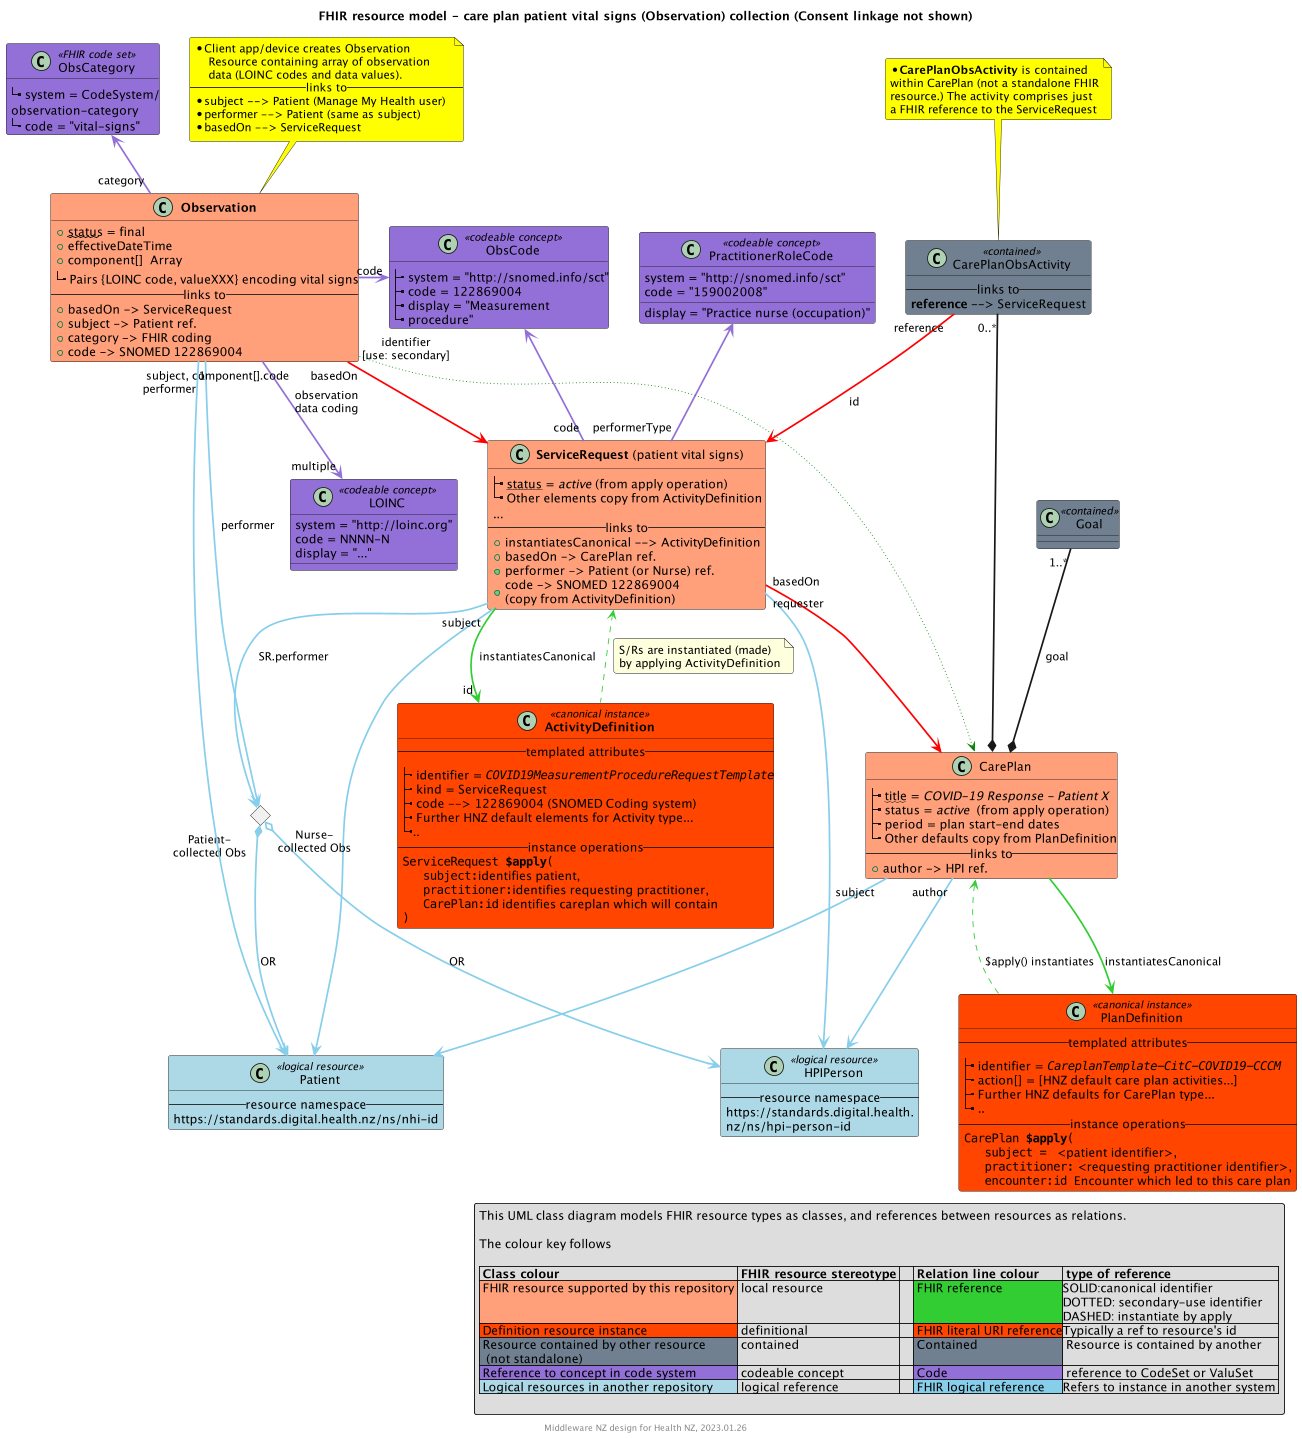 FHIR resource model - care plan patient vital signs (Observation) collection (Consent linkage not shown)
«FHIR code set»
ObsCategory
system = CodeSystem/
observation-category
code = "vital-signs"
•Client app/device creates Observation
Resource containing array of observation
data (LOINC codes and data values).
links to
•subject --> Patient (Manage My Health user)
•performer --> Patient (same as subject)
•basedOn --> ServiceRequest
•CarePlanObsActivity is contained
within CarePlan (not a standalone FHIR
resource.) The activity comprises just
a FHIR reference to the ServiceRequest
category
Observation
status = final
effectiveDateTime
component[]  Array
Pairs {LOINC code, valueXXX} encoding vital signs
links to
basedOn -> ServiceRequest
subject -> Patient ref.
category -> FHIR coding
code -> SNOMED 122869004
code
«codeable concept»
ObsCode
system = "http://snomed.info/sct"
code = 122869004
display = "Measurement
procedure"
«codeable concept»
PractitionerRoleCode
system = "http://snomed.info/sct"
code = "159002008"
display = "Practice nurse (occupation)"
«contained»
CarePlanObsActivity
links to
reference --> ServiceRequest
reference
0..*
identifier
[use: secondary]
subject,
performer
component[].code
basedOn
observation
data coding
id
code
performerType
multiple
«codeable concept»
LOINC
system = "http://loinc.org"
code = NNNN-N
display = "..."
ServiceRequest (patient vital signs)
status = active (from apply operation)
Other elements copy from ActivityDefinition
...
links to
instantiatesCanonical --> ActivityDefinition
basedOn -> CarePlan ref.
performer -> Patient (or Nurse) ref.
code -> SNOMED 122869004
(copy from ActivityDefinition)
«contained»
Goal
1..*
performer
basedOn
requester
subject
SR.performer
instantiatesCanonical
S/Rs are instantiated (made)
by applying ActivityDefinition
goal
id
«canonical instance»
ActivityDefinition
templated attributes
identifier = COVID19MeasurementProcedureRequestTemplate
kind = ServiceRequest
code --> 122869004 (SNOMED Coding system)
Further HNZ default elements for Activity type...
..
instance operations
ServiceRequest $apply(
subject:identifies patient,
practitioner:identifies requesting practitioner,
CarePlan:id identifies careplan which will contain
)
CarePlan
title = COVID-19 Response - Patient X
status = active  (from apply operation)
period = plan start-end dates
Other defaults copy from PlanDefinition
links to
author -> HPI ref.
Patient-
collected Obs
Nurse-
collected Obs
subject
author
OR
OR
$apply() instantiates
instantiatesCanonical
«logical resource»
Patient
resource namespace
https://standards.digital.health.nz/ns/nhi-id
«logical resource»
HPIPerson
resource namespace
https://standards.digital.health.
nz/ns/hpi-person-id
«canonical instance»
PlanDefinition
templated attributes
identifier = CareplanTemplate-CitC-COVID19-CCCM
action[] = [HNZ default care plan activities...]
Further HNZ defaults for CarePlan type...
..
instance operations
CarePlan $apply(
subject =  <patient identifier>,
practitioner: <requesting practitioner identifier>,
encounter:id Encounter which led to this care plan
This UML class diagram models FHIR resource types as classes, and references between resources as relations.
The colour key follows
Class colour FHIR resource stereotype Relation line colour type of reference
FHIR resource supported by this repository local resource FHIR reference SOLID:canonical identifier
DOTTED: secondary-use identifier
DASHED: instantiate by apply
Definition resource instance definitional FHIR literal URI reference Typically a ref to resource's id
Resource contained by other resource contained Contained Resource is contained by another
(not standalone)
Reference to concept in code system codeable concept Code reference to CodeSet or ValuSet
Logical resources in another repository logical reference FHIR logical reference Refers to instance in another system
Middleware NZ design for Health NZ, 2023.01.26